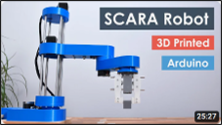 SCARA Robot
3D Printed
Arduino
25:27